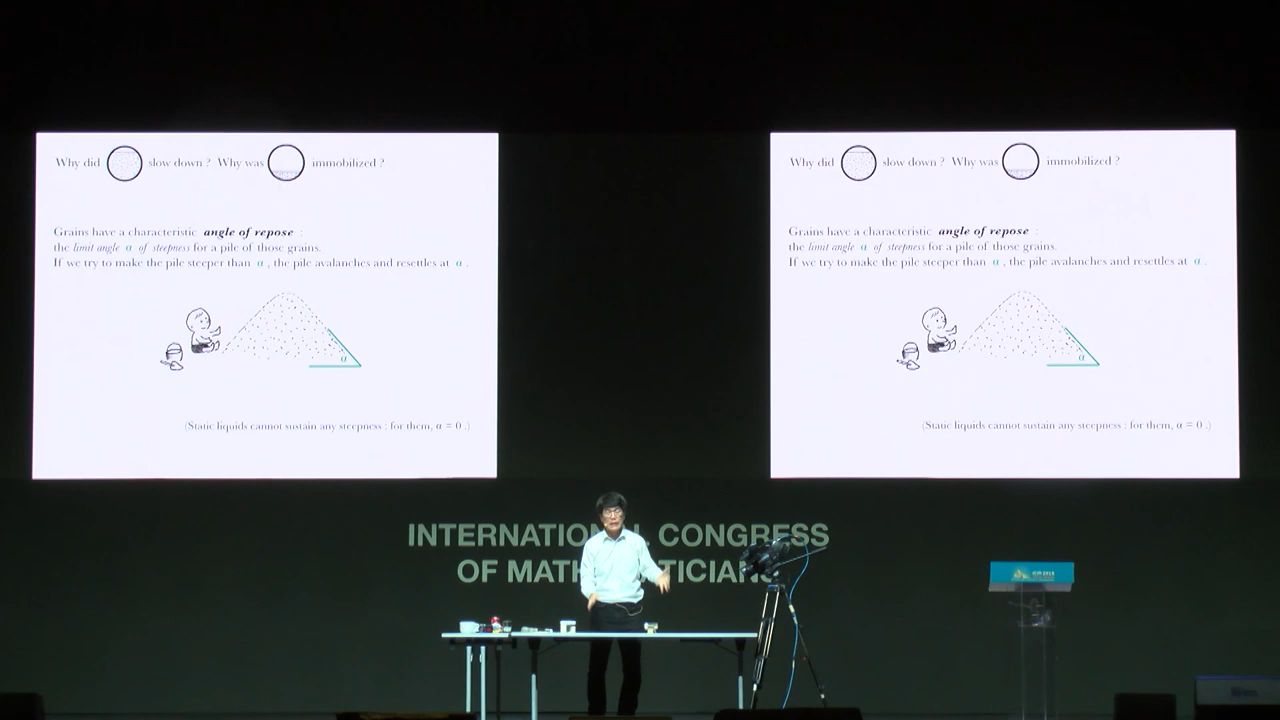 Why did slow down ? Why was immobilized ?
Grains have a characteristic angle of repose :
the limit angle α of steepness for a pile of those grains.
If we try to make the pile steeper than α , the pile avalanches and resettles at α .
α
(Static liquids cannot sustain any steepness : for them, α = 0 .)
Why did slow down ? Why was immobilized ?
Grains have a characteristic angle of repose :
the limit angle α of steepness for a pile of those grains.
If we try to make the pile steeper than α , the pile avalanches and resettles at α .
α
(Static liquids cannot sustain any steepness : for them, α = 0 .)
INTERNATIONAL CONGRESS
OF MATHEMATICIANS